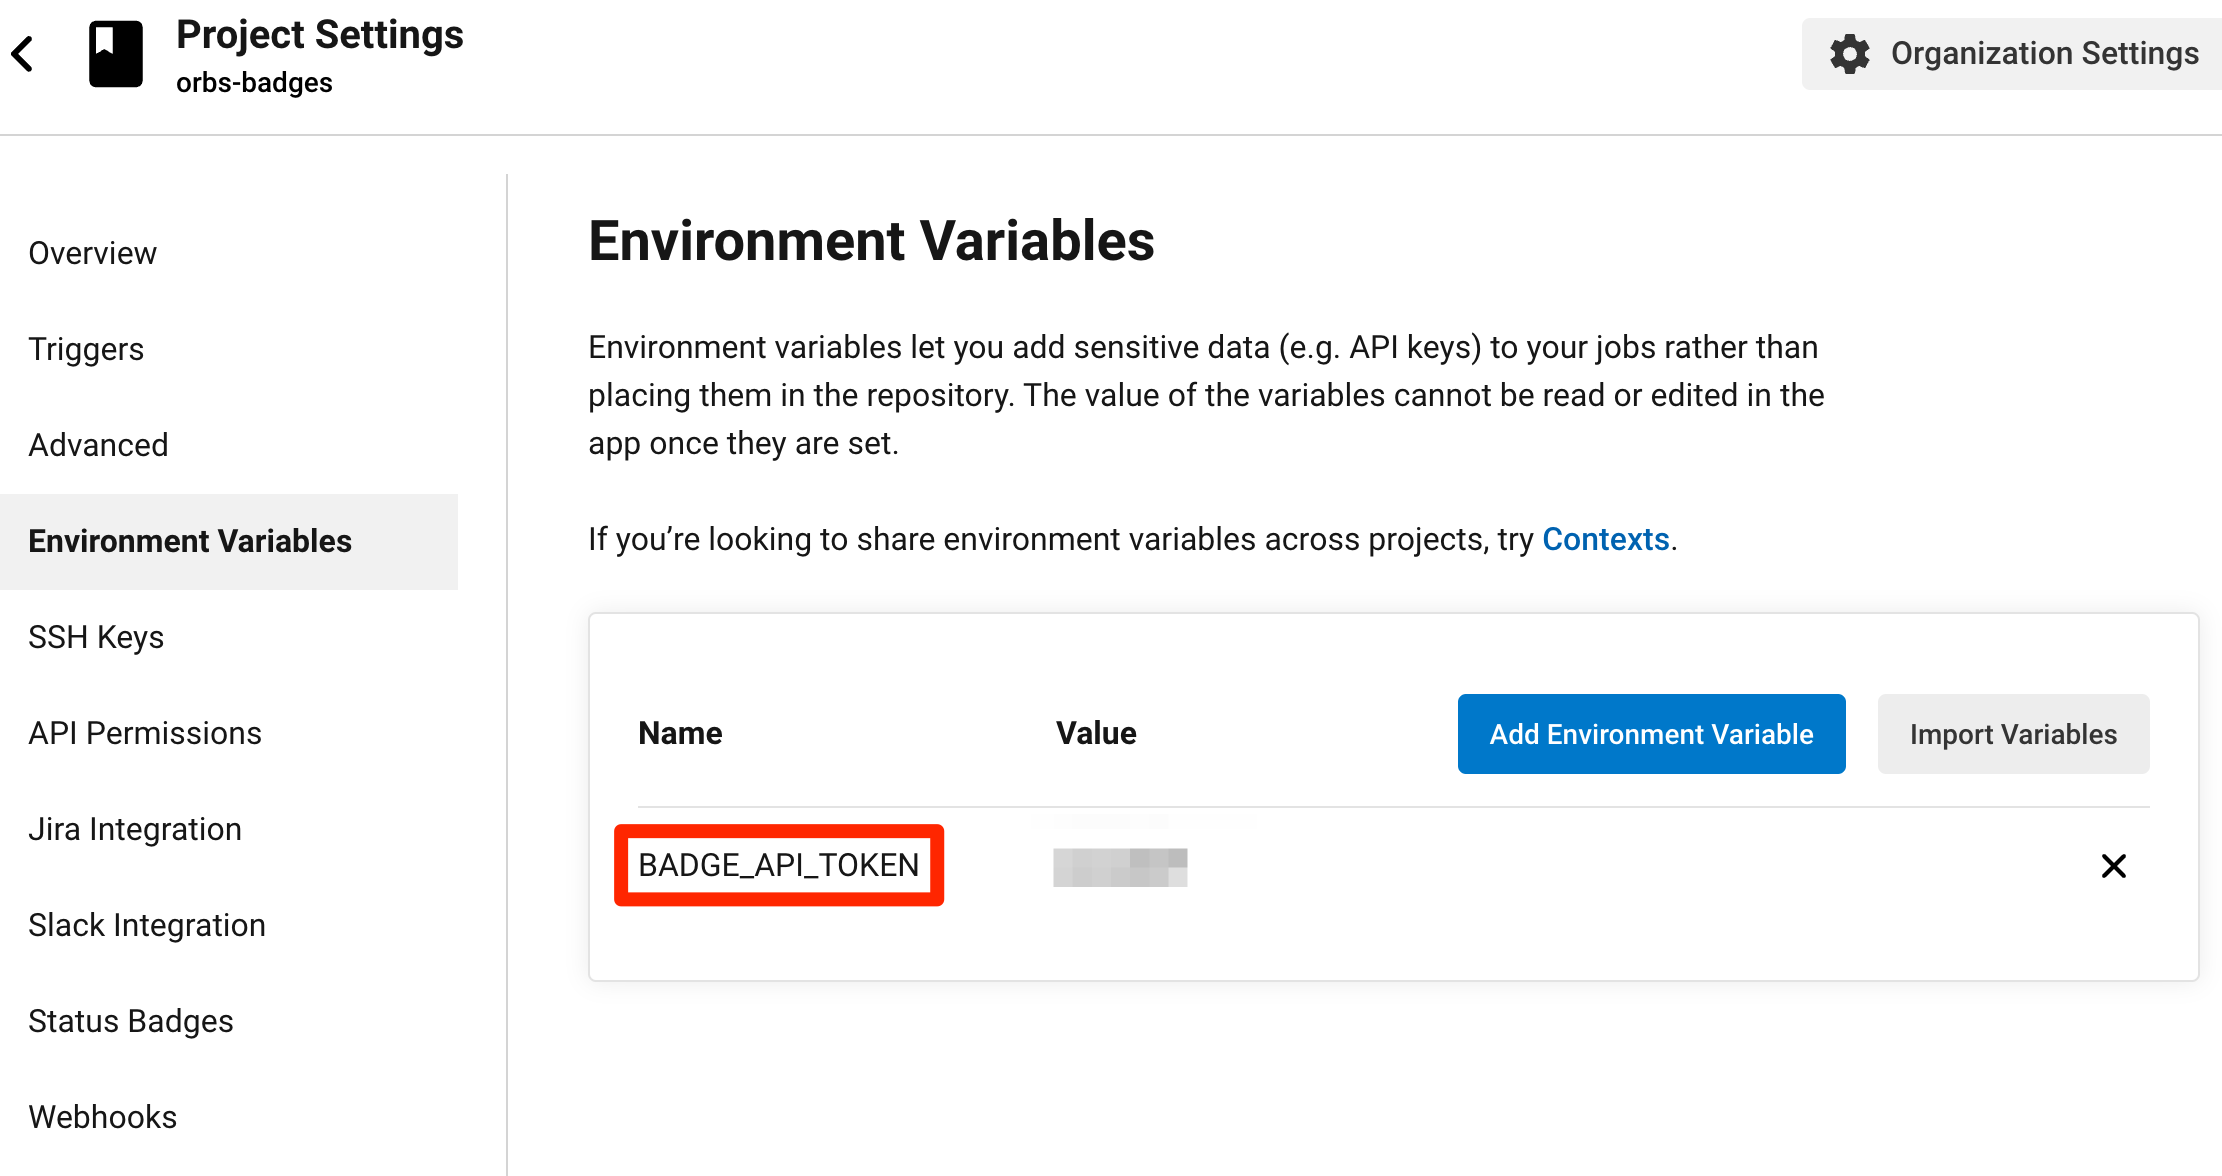 Project Settings
orbs-badges
Organization Settings
Overview
Triggers
Advanced
Environment Variables
SSH Keys
API Permissions
Jira Integration
Slack Integration
Status Badges
Webhooks
Environment Variables
Environment variables let you add sensitive data (e.g. API keys) to your jobs rather than
placing them in the repository. The value of the variables cannot be read or edited in the
app once they are set.
If you’re looking to share environment variables across projects, try Contexts.
Name Value Add Environment Variable Import Variables
BADGE_API_TOKEN